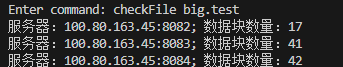 Enter command: checkFile big.test
服务器: 100.80.163.45:8082; 数据块数量: 17
服务器: 100.80.163.45:8083; 数据块数量: 41
服务器: 100.80.163.45:8084; 数据块数量: 42